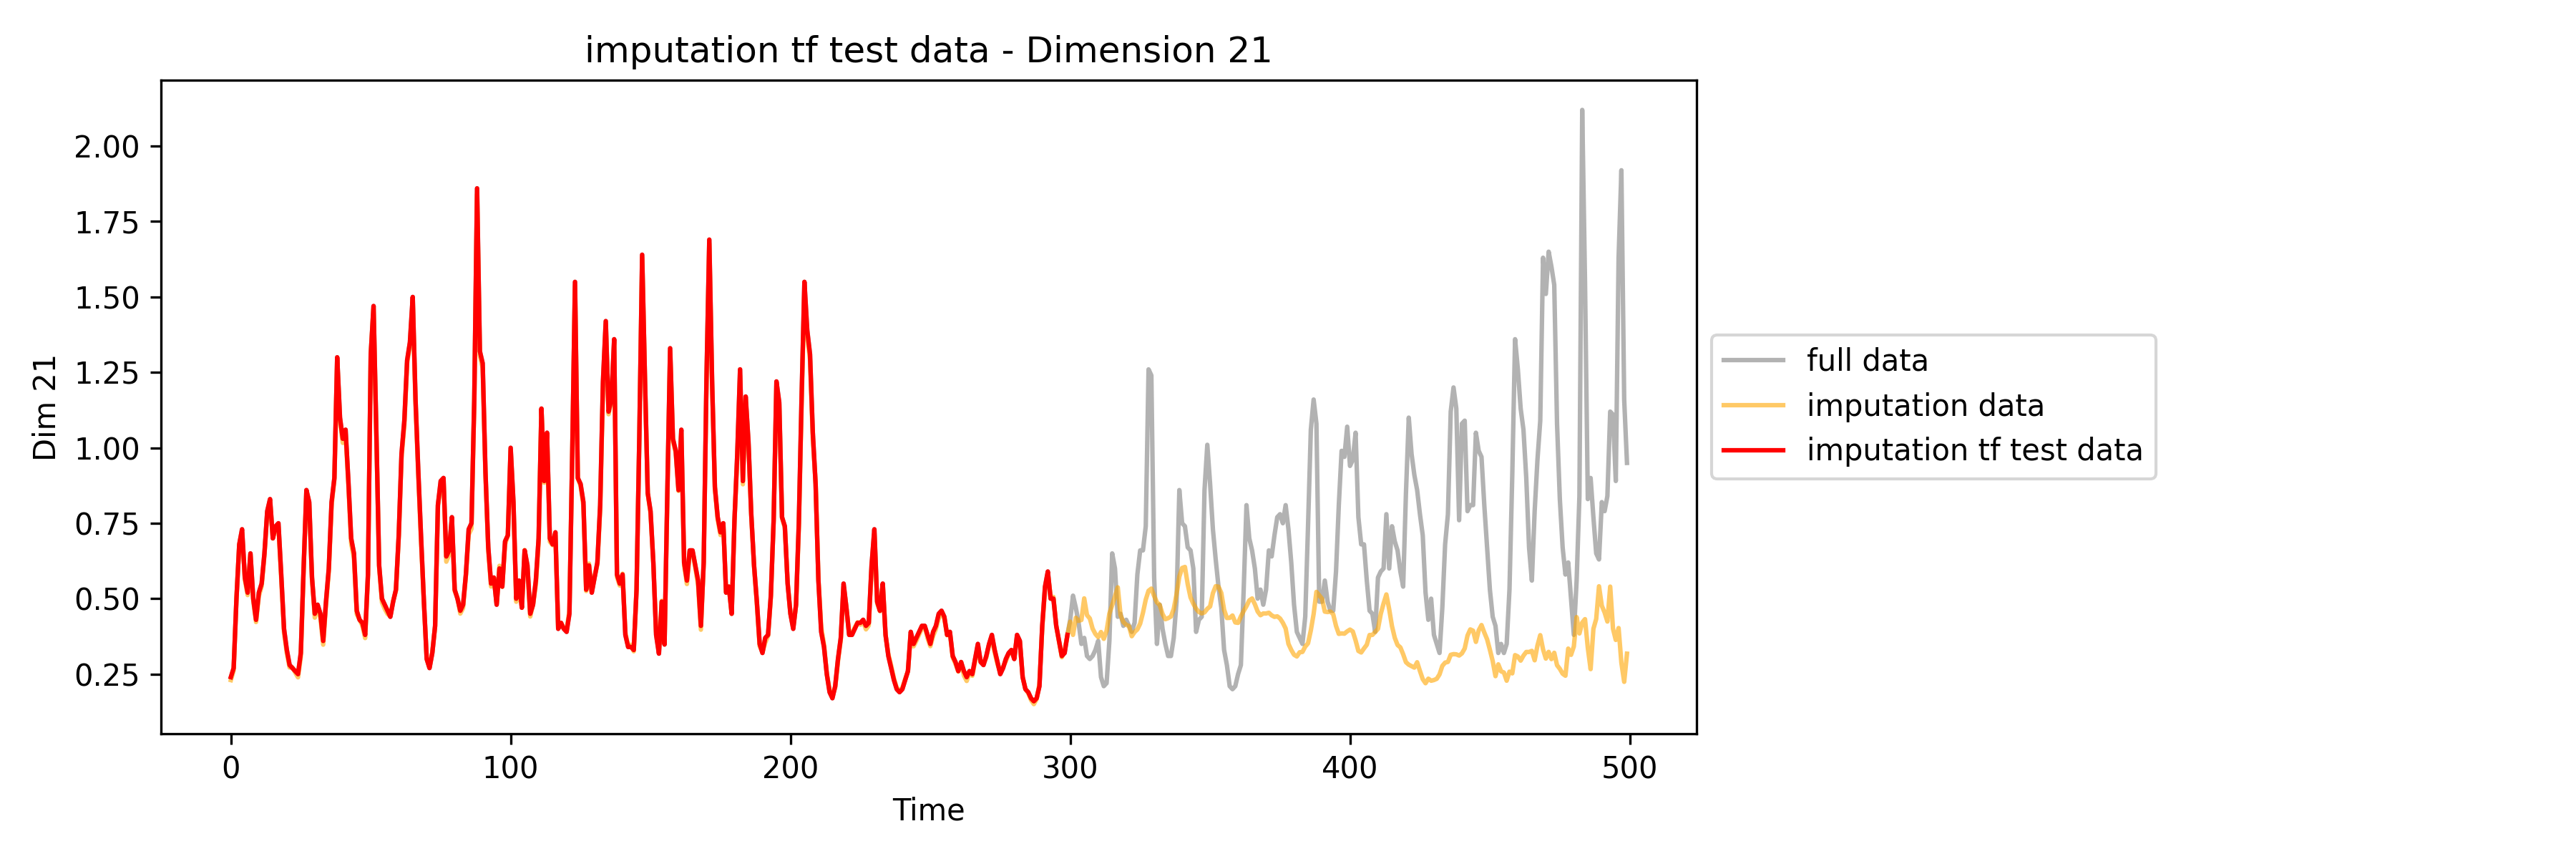 imputation tf test data - Dimension 21
Dim 21
2.00
1.75
1.50
1.25
1.00
0.75
0.50
0.25
0
100
200
300
400
500
Time
full data
imputation data
imputation tf test data